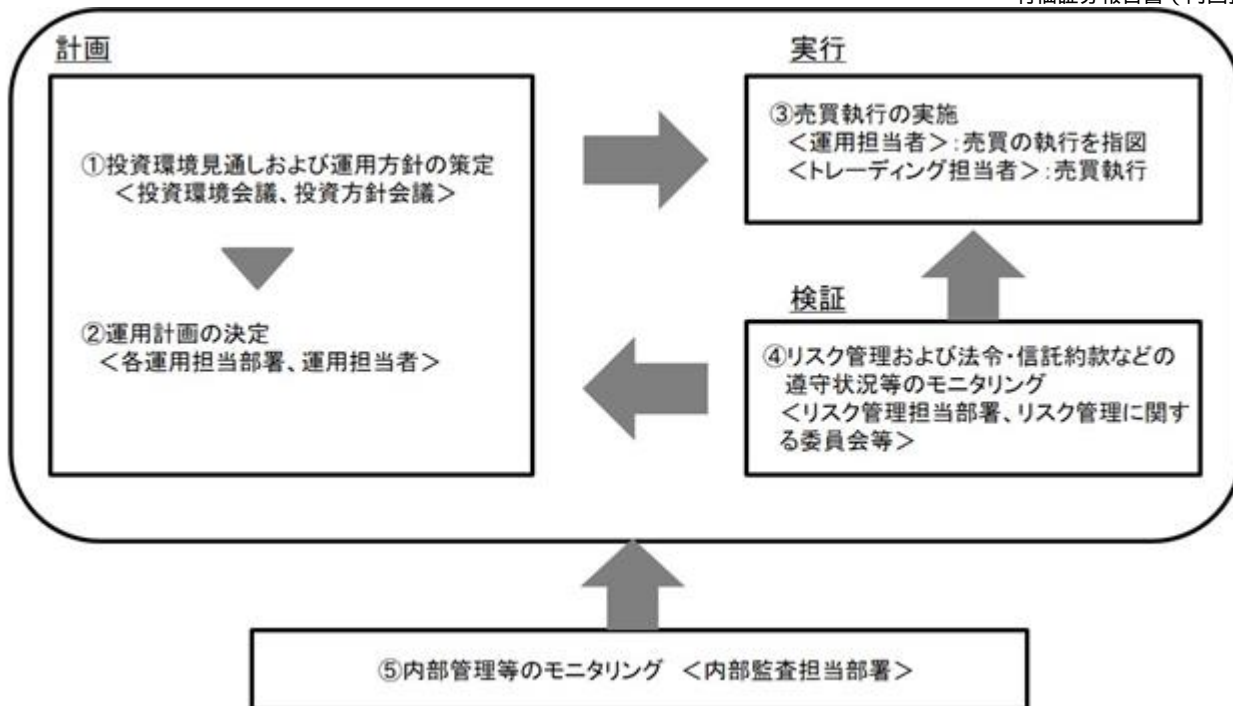 計画
①投資環境見通しおよび運用方針の策定
＜投資環境会議、投資方針会議＞
②運用計画の決定
＜各運用担当部署、運用担当者＞
実行
③売買執行の実施
＜運用担当者＞：売買の執行を指図
＜トレーディング担当者＞：売買執行
検証
④リスク管理および法令・信託約款などの
遵守状況等のモニタリング
＜リスク管理担当部署、リスク管理に関す
る委員会等＞
⑤内部管理等のモニタリング ＜内部監査担当部署＞